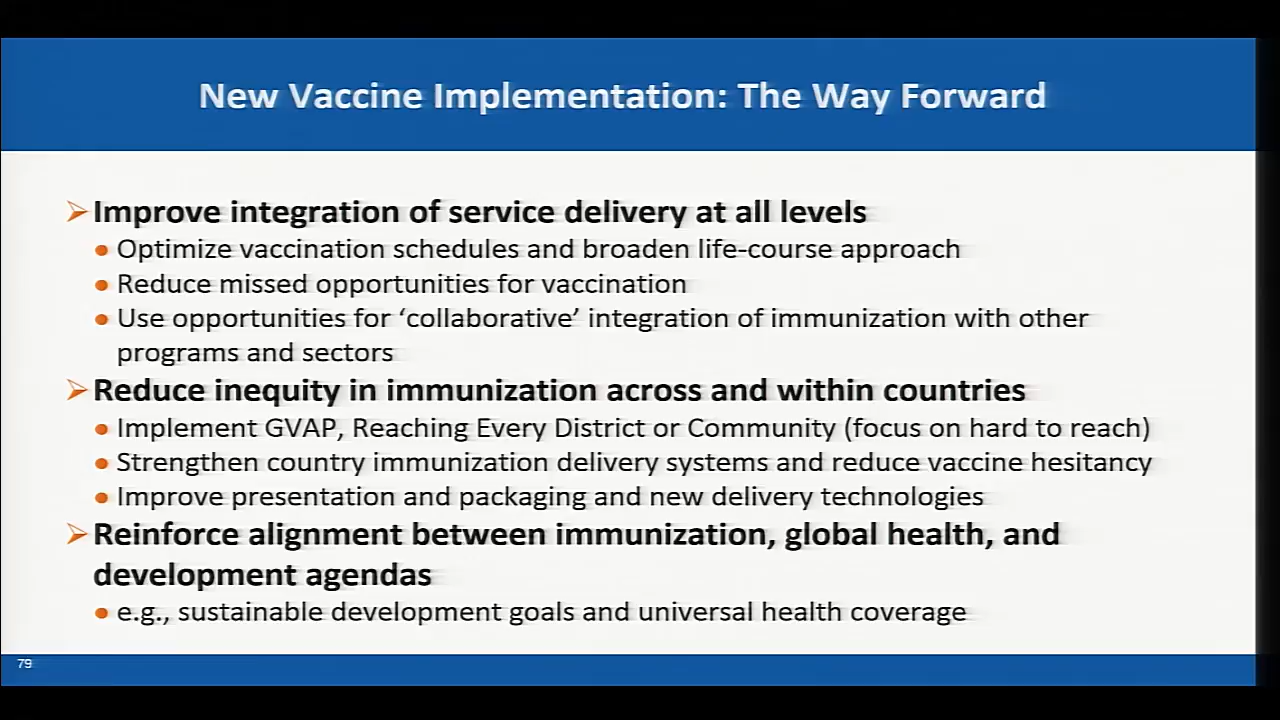 New Vaccine Implementation: The Way Forward
Improve integration of service delivery at all levels
Optimize vaccination schedules and broaden life-course approach
Reduce missed opportunities for vaccination
Use opportunities for ‘collaborative’ integration of immunization with other
programs and sectors
Reduce inequity in immunization across and within countries
Implement GVAP, Reaching Every District or Community (focus on hard to reach)
Strengthen country immunization delivery systems and reduce vaccine hesitancy
Improve presentation and packaging and new delivery technologies
Reinforce alignment between immunization, global health, and
development agendas
e.g., sustainable development goals and universal health coverage
79